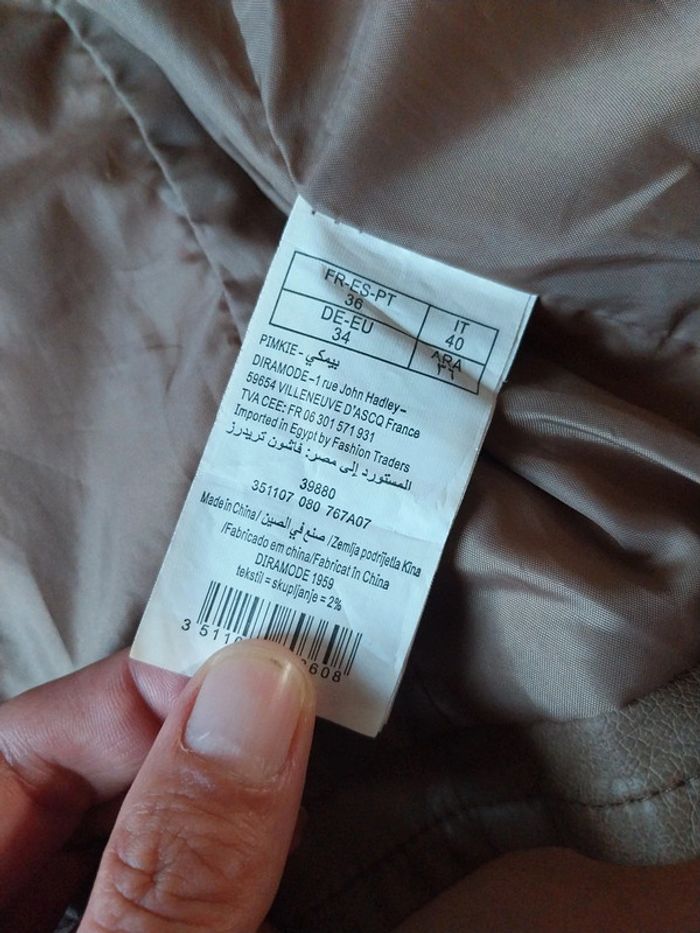 FR-ES-PT
36
IT
40
DE-EU
34
ARA
٣٦
PIMKIE - بيمكي
DIRAMODE-1 rue John Hadley-
59654 VILLENEUVE D'ASCQ France
TVA CEE: FR 06 301 571 931
Imported in Egypt by Fashion Traders
المستورد إلى مصر: فاشون تريدرز
39880
351107 080 767A07
Made in China/ صنع في الصين /Zemlja podrijetla Kina
/Fabricado em china/Fabricat în China
DIRAMODE 1959
tekstil = skupljanje = 2%
3 511 608